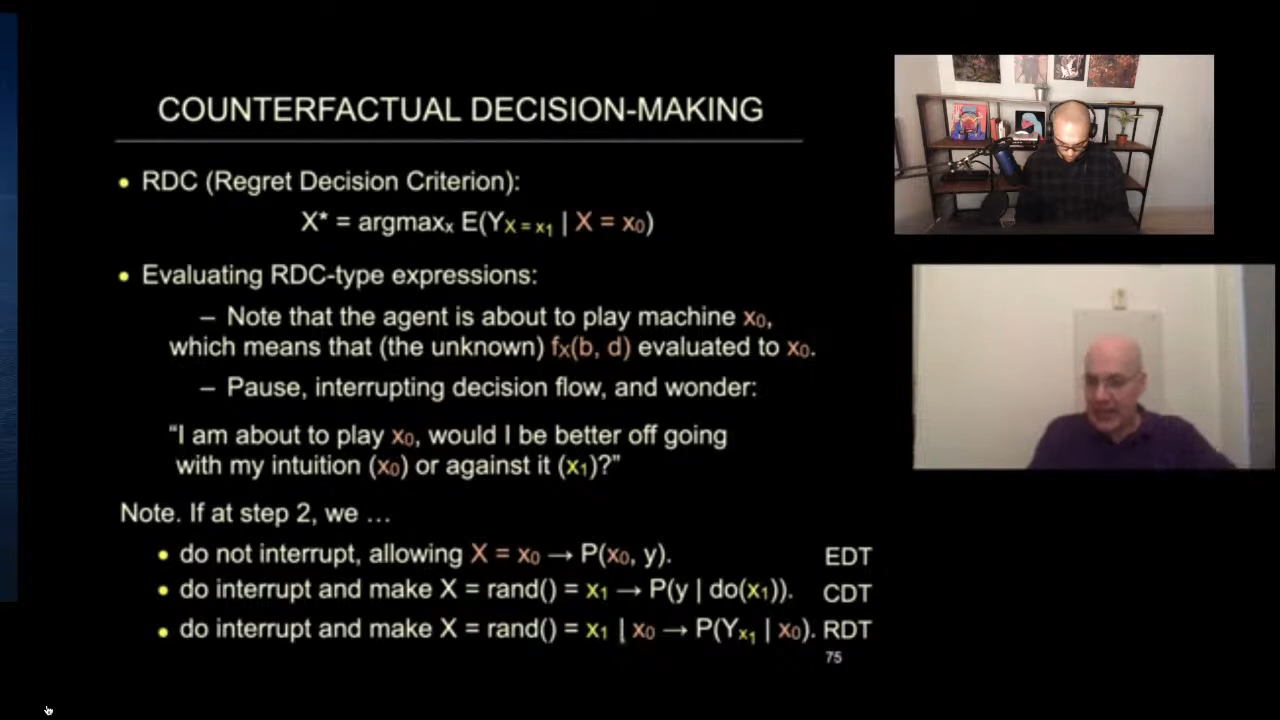 COUNTERFACTUAL DECISION-MAKING
• RDC (Regret Decision Criterion):
X* = argmaxₓ E(Y_{X = x₁} | X = x₀)
• Evaluating RDC-type expressions:
– Note that the agent is about to play machine x₀,
which means that (the unknown) fₓ(b, d) evaluated to x₀.
– Pause, interrupting decision flow, and wonder:
“I am about to play x₀, would I be better off going
with my intuition (x₀) or against it (x₁)?”
Note. If at step 2, we …
• do not interrupt, allowing X = x₀ → P(x₀, y). EDT
• do interrupt and make X = rand() = x₁ → P(y | do(x₁)). CDT
• do interrupt and make X = rand() = x₁ | x₀ → P(Y_{x₁} | x₀). RDT
75